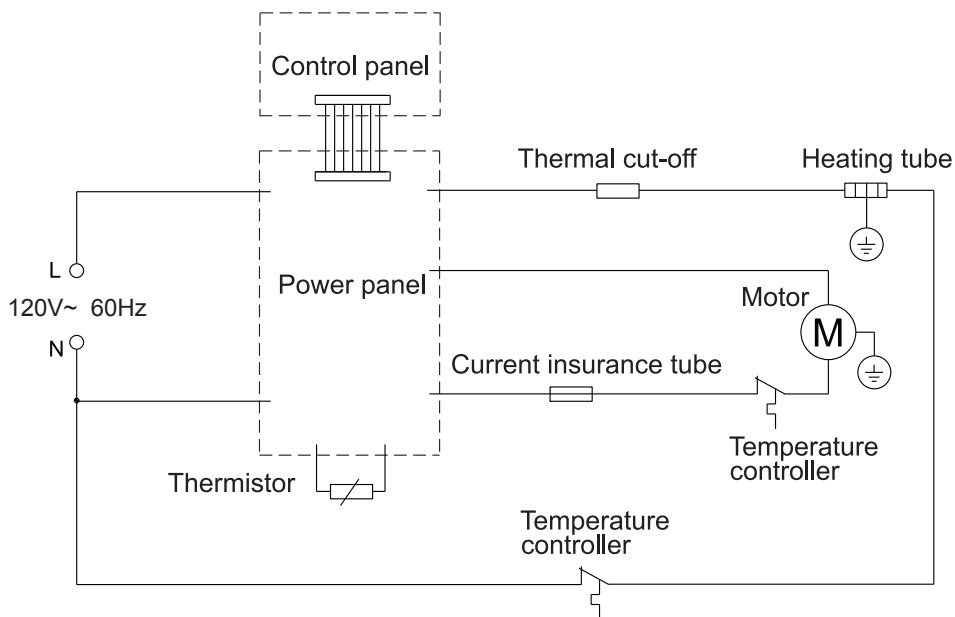 Control panel
Thermal cut-off
Heating tube
L
Power panel
120V~ 60Hz
Motor
M
N
Current insurance tube
Temperature
controller
Thermistor
Temperature
controller